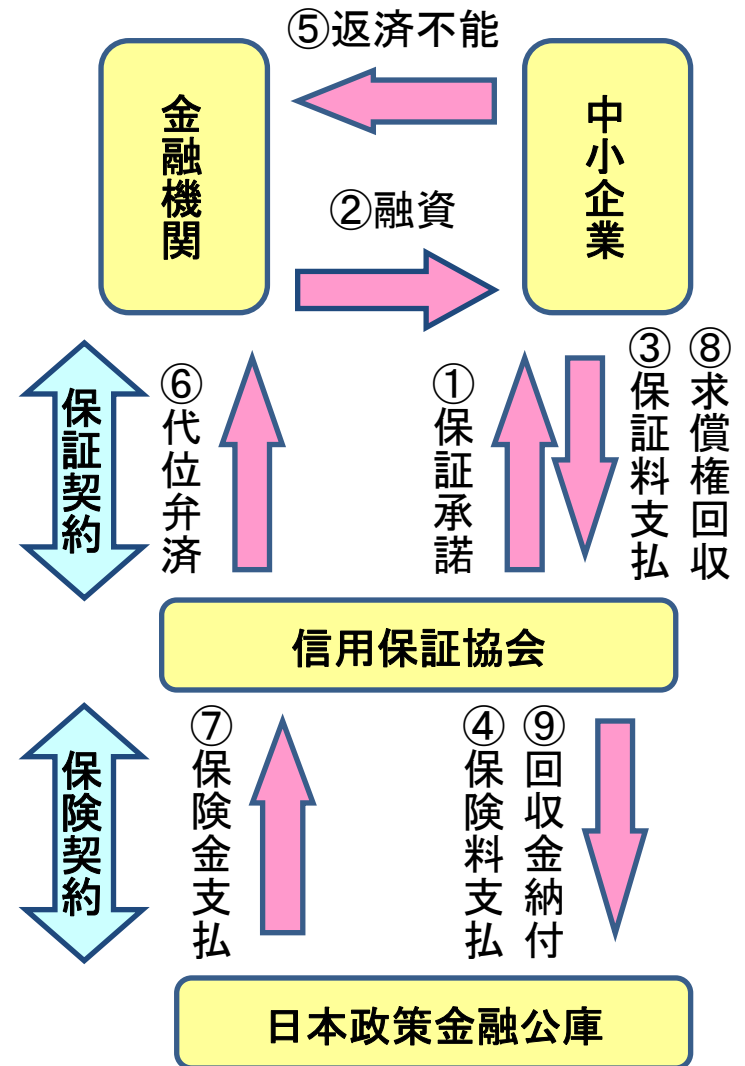 ⑤返済不能
金融機関
中小企業
②融資
保証契約
⑥代位弁済
①保証承諾
③保証料支払
⑧求償権回収
信用保証協会
保険契約
⑦保険金支払
④保険料支払
⑨回収金納付
日本政策金融公庫